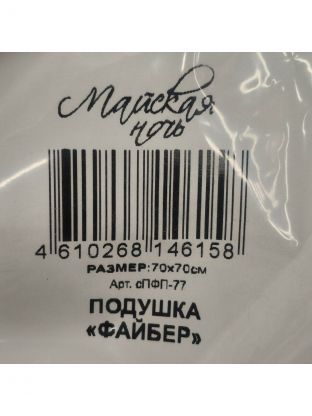 Майская
ночь
4 610268 146158
РАЗМЕР:70х70см
Арт. сПФП-77
ПОДУШКА
«ФАЙБЕР»